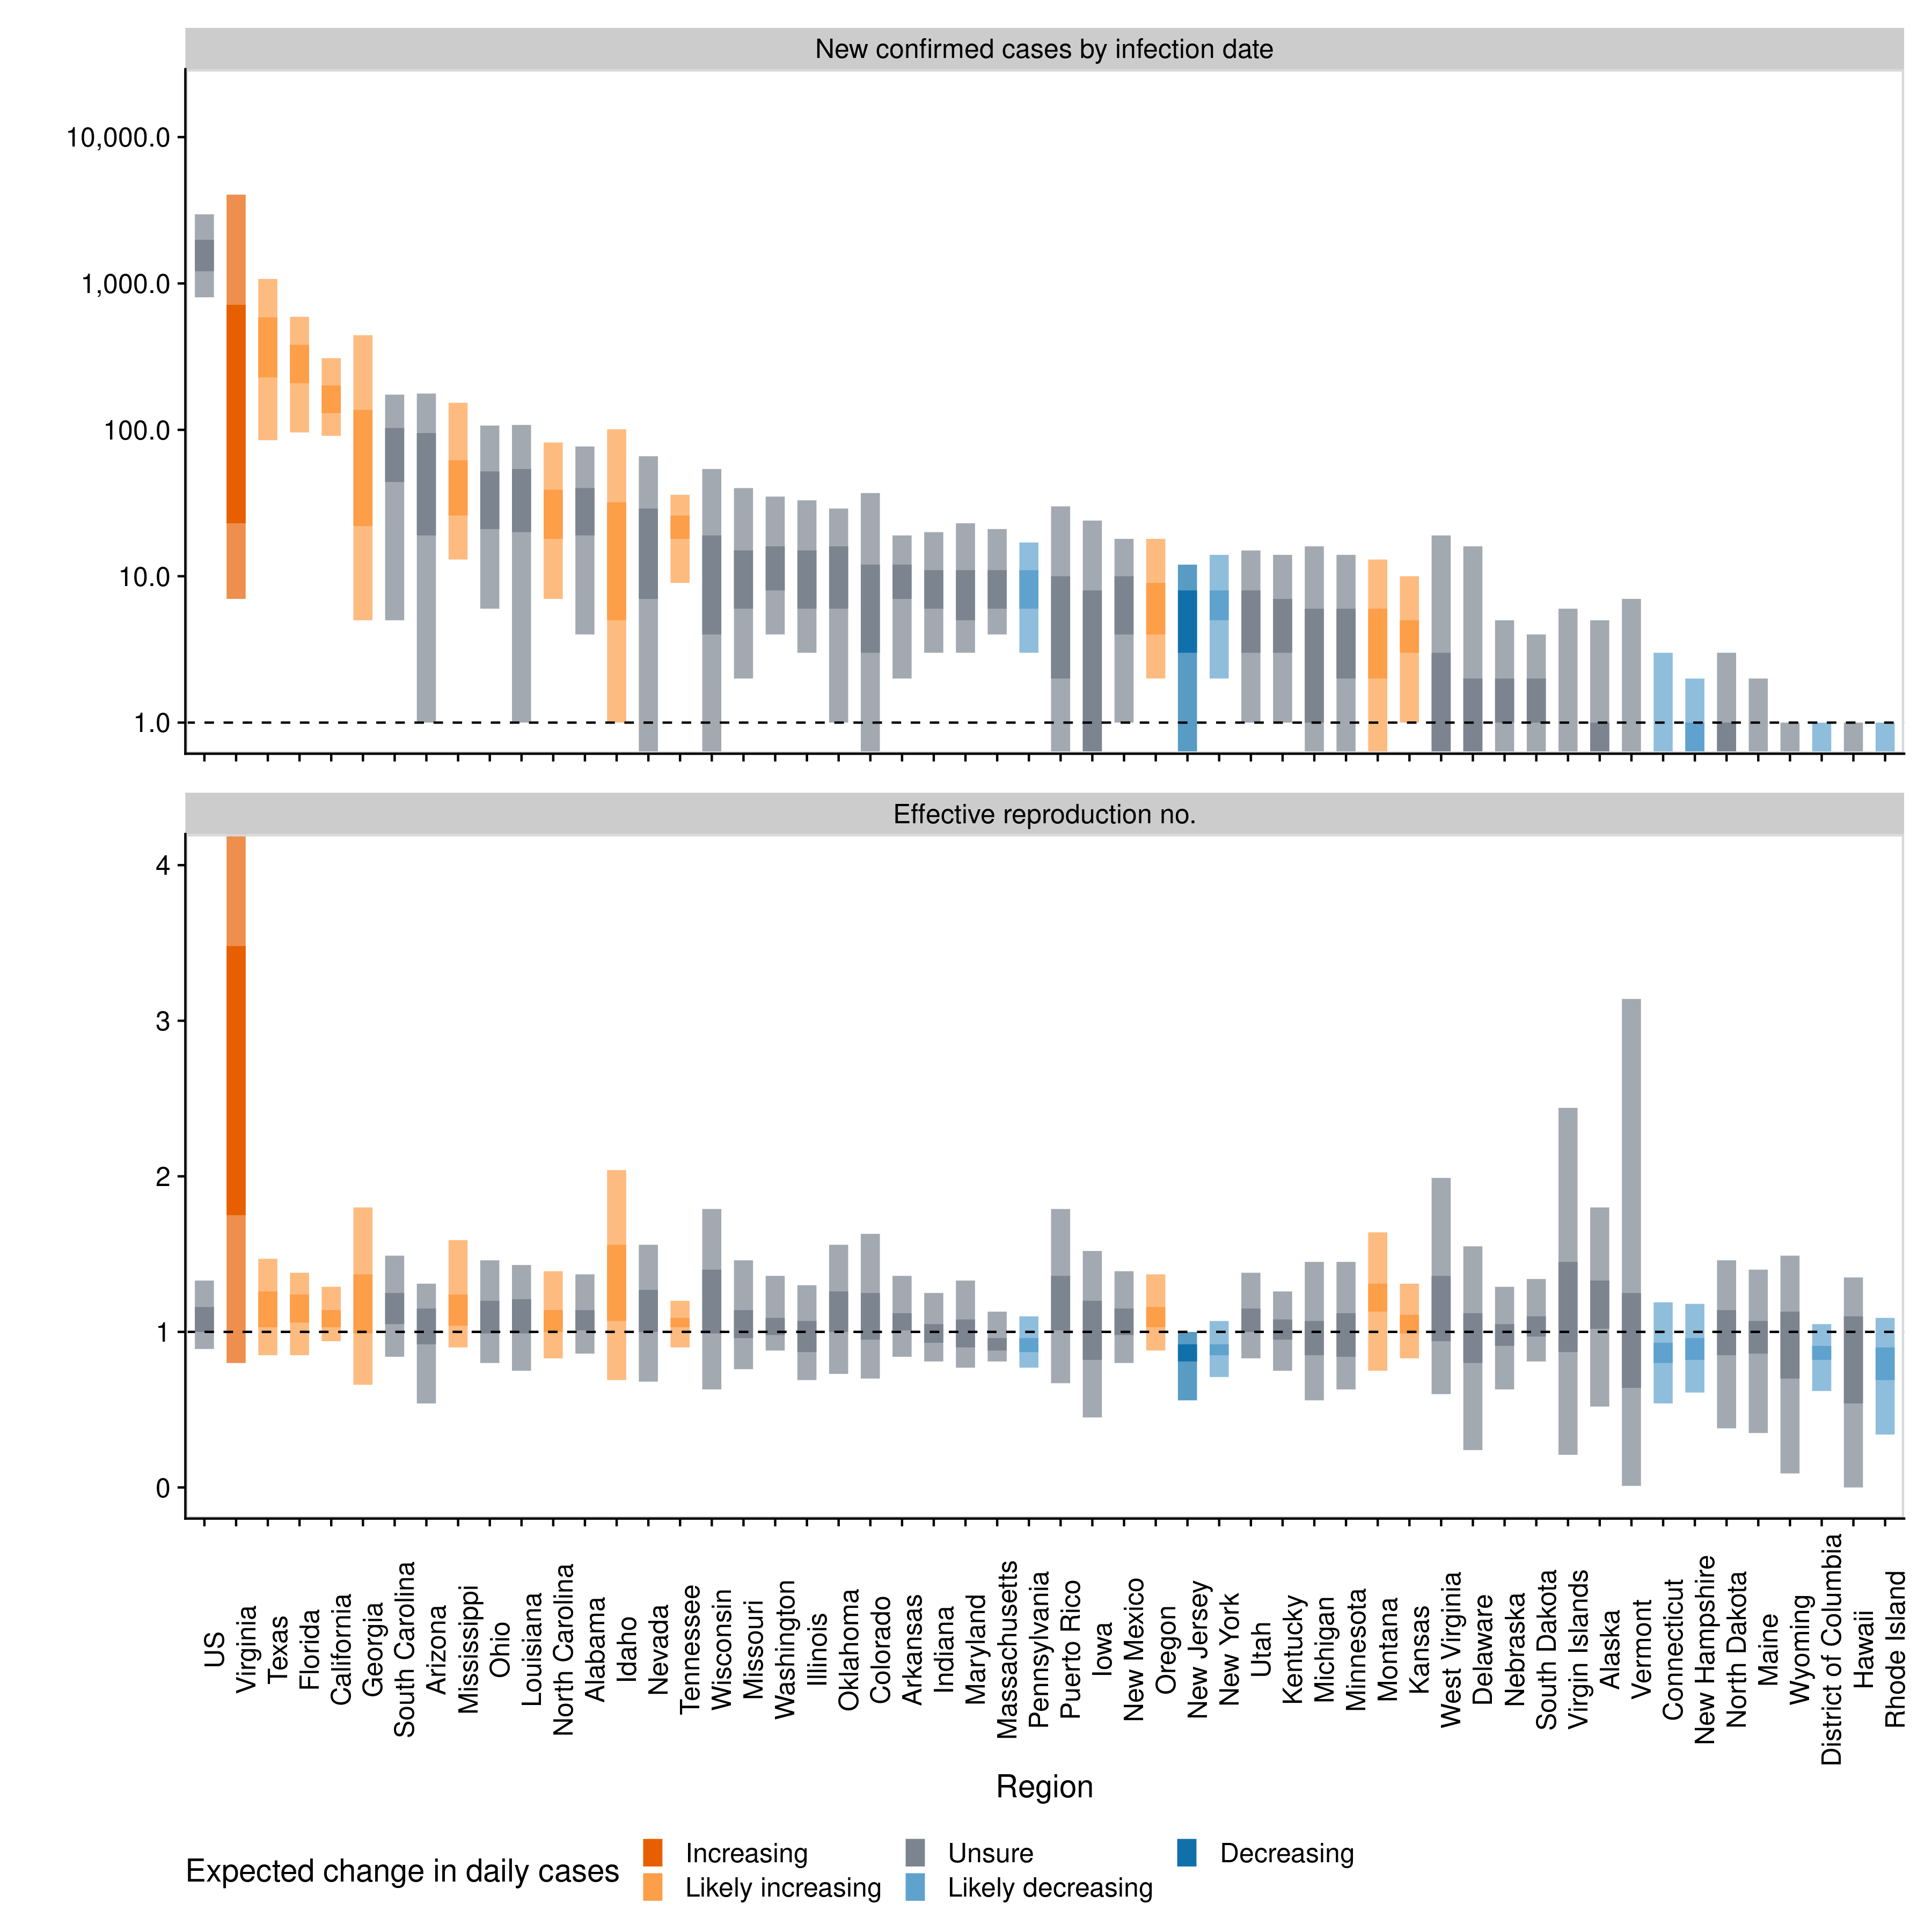 New confirmed cases by infection date
10,000.0
1,000.0
100.0
10.0
1.0
Effective reproduction no.
4
3
2
1
0
US
Virginia
Texas
Florida
California
Georgia
South Carolina
Arizona
Mississippi
Ohio
Louisiana
North Carolina
Alabama
Idaho
Nevada
Tennessee
Wisconsin
Missouri
Washington
Illinois
Oklahoma
Colorado
Arkansas
Indiana
Maryland
Massachusetts
Pennsylvania
Puerto Rico
Iowa
New Mexico
Oregon
New Jersey
New York
Utah
Kentucky
Michigan
Minnesota
Montana
Kansas
West Virginia
Delaware
Nebraska
South Dakota
Virgin Islands
Alaska
Vermont
Connecticut
New Hampshire
North Dakota
Maine
Wyoming
District of Columbia
Hawaii
Rhode Island
Region
Expected change in daily cases
Increasing
Unsure
Decreasing
Likely increasing
Likely decreasing